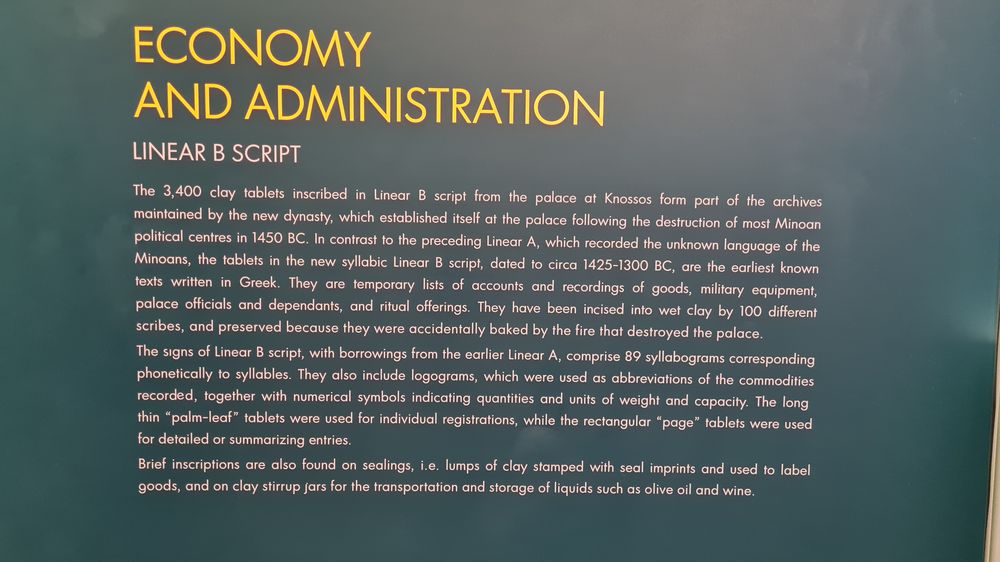 ECONOMY
AND ADMINISTRATION
LINEAR B SCRIPT
The 3,400 clay tablets inscribed in Linear B script from the palace at Knossos form part of the archives
maintained by the new dynasty, which established itself at the palace following the destruction of most Minoan
political centres in 1450 BC. In contrast to the preceding Linear A, which recorded the unknown language of the
Minoans, the tablets in the new syllabic Linear B script, dated to circa 1425-1300 BC, are the earliest known
texts written in Greek. They are temporary lists of accounts and recordings of goods, military equipment,
palace officials and dependants, and ritual offerings. They have been incised into wet clay by 100 different
scribes, and preserved because they were accidentally baked by the fire that destroyed the palace.
The signs of Linear B script, with borrowings from the earlier Linear A, comprise 89 syllabograms corresponding
phonetically to syllables. They also include logograms, which were used as abbreviations of the commodities
recorded, together with numerical symbols indicating quantities and units of weight and capacity. The long
thin “palm-leaf” tablets were used for individual registrations, while the rectangular “page” tablets were used
for detailed or summarizing entries.
Brief inscriptions are also found on sealings, i.e. lumps of clay stamped with seal imprints and used to label
goods, and on clay stirrup jars for the transportation and storage of liquids such as olive oil and wine.